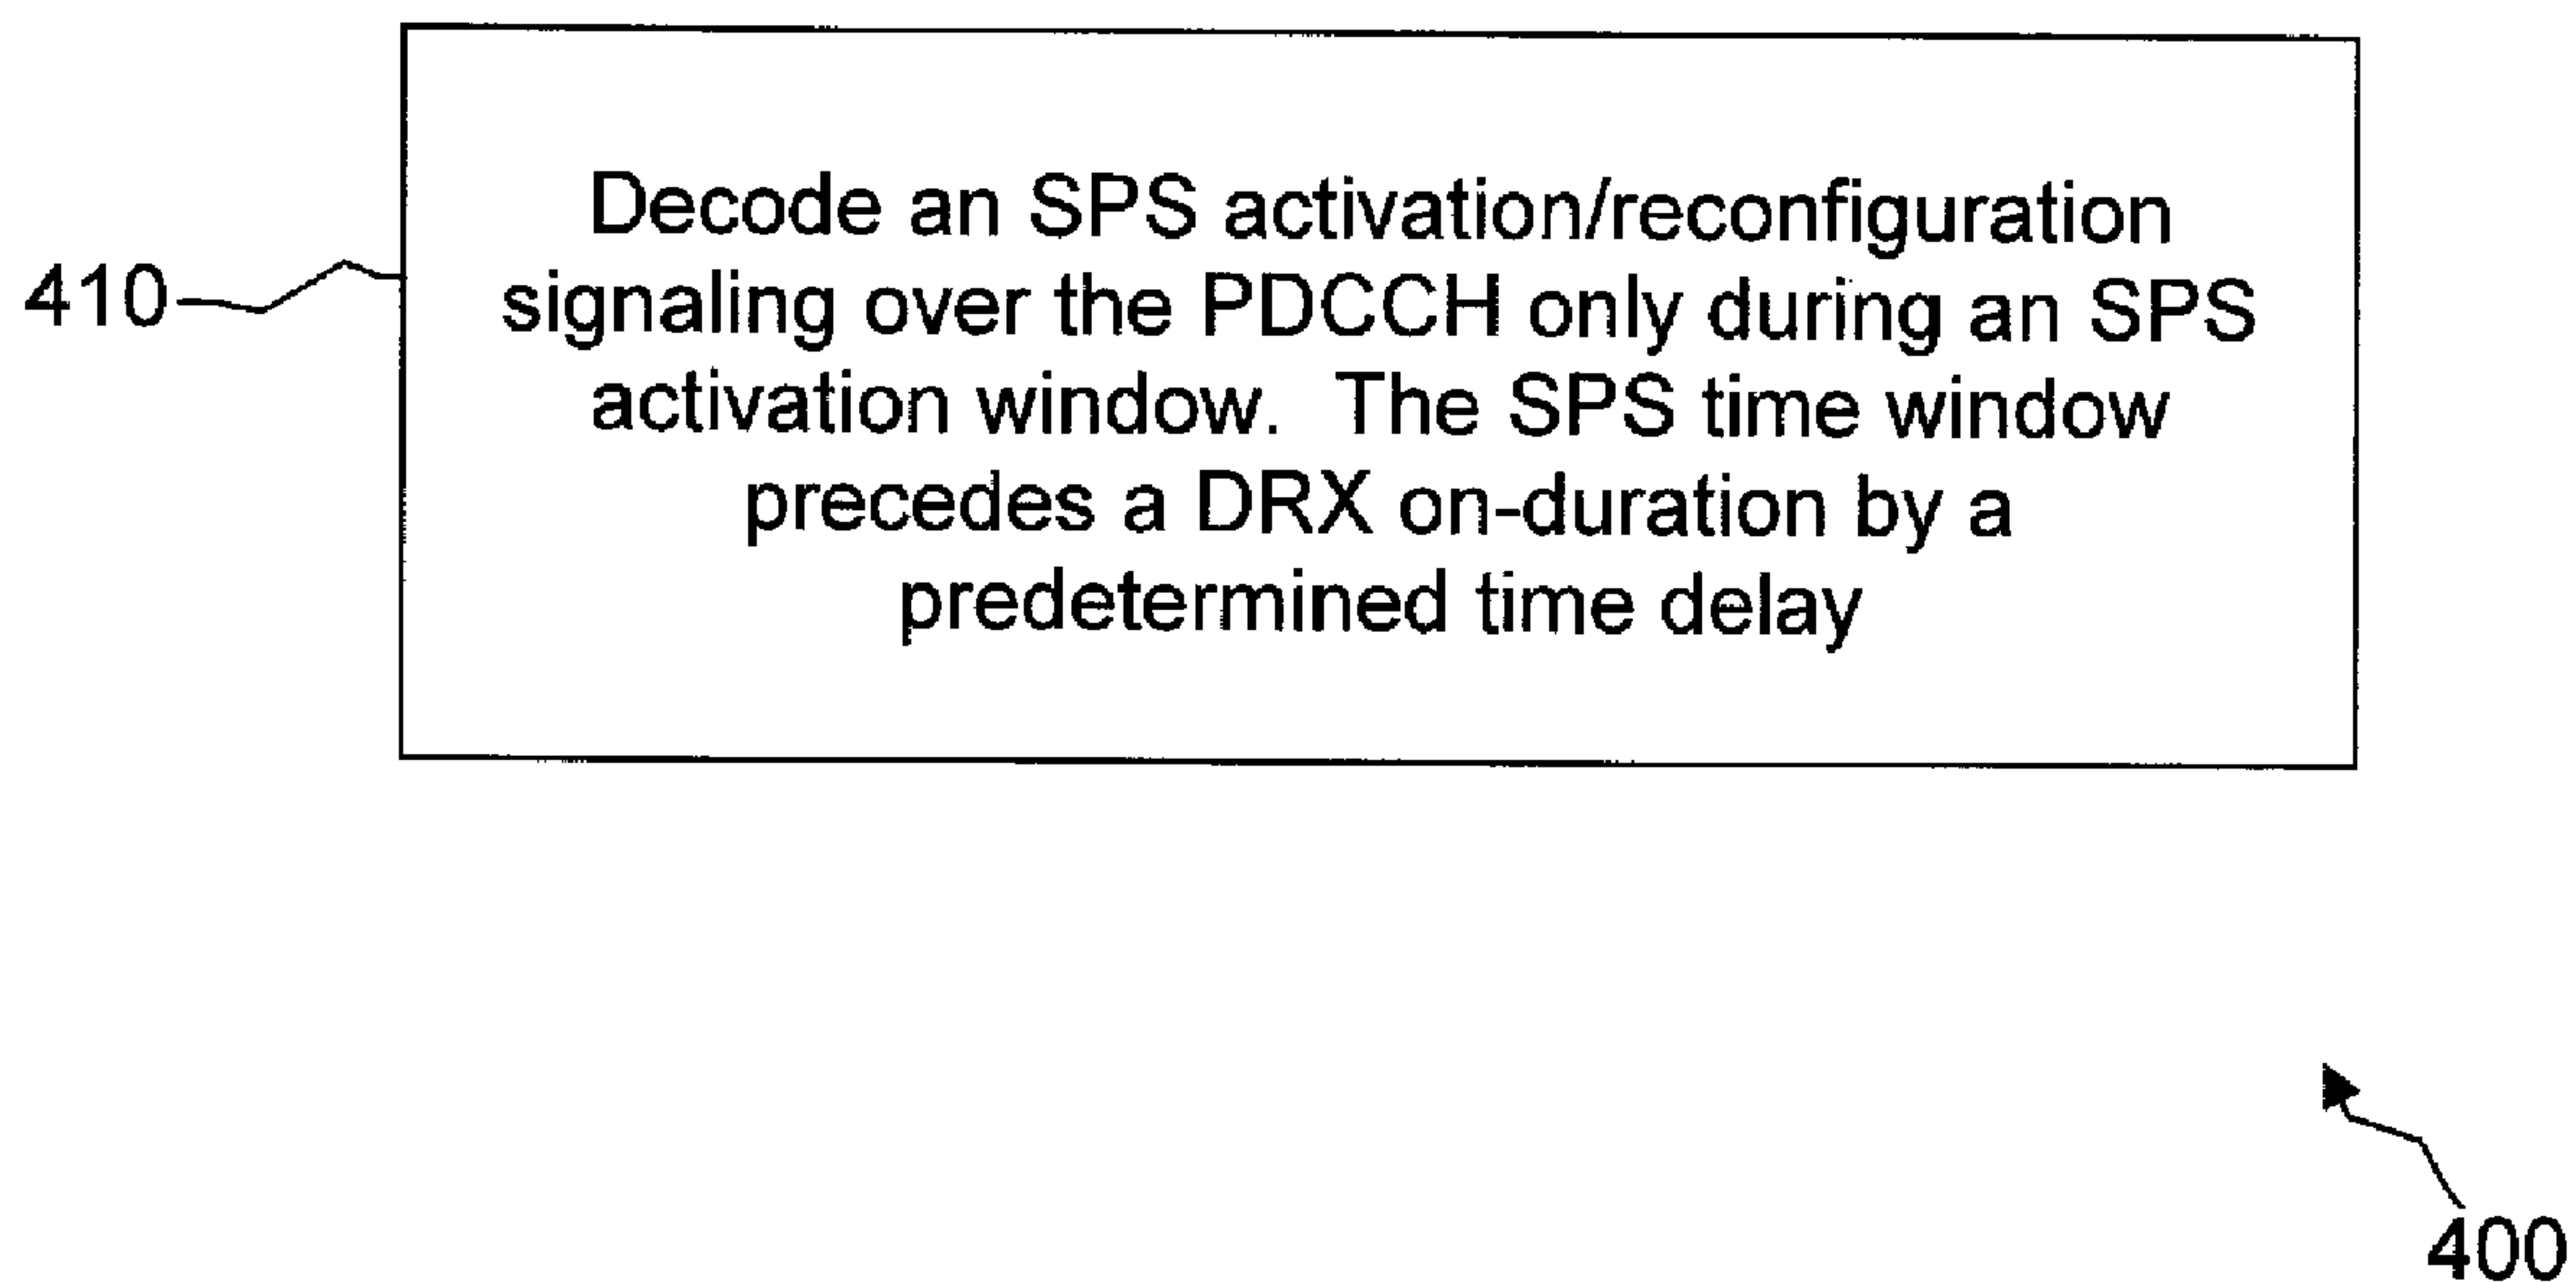 Decode an SPS activation/reconfiguration
signaling over the PDCCH only during an SPS
activation window.  The SPS time window
precedes a DRX on-duration by a
predetermined time delay
410
400